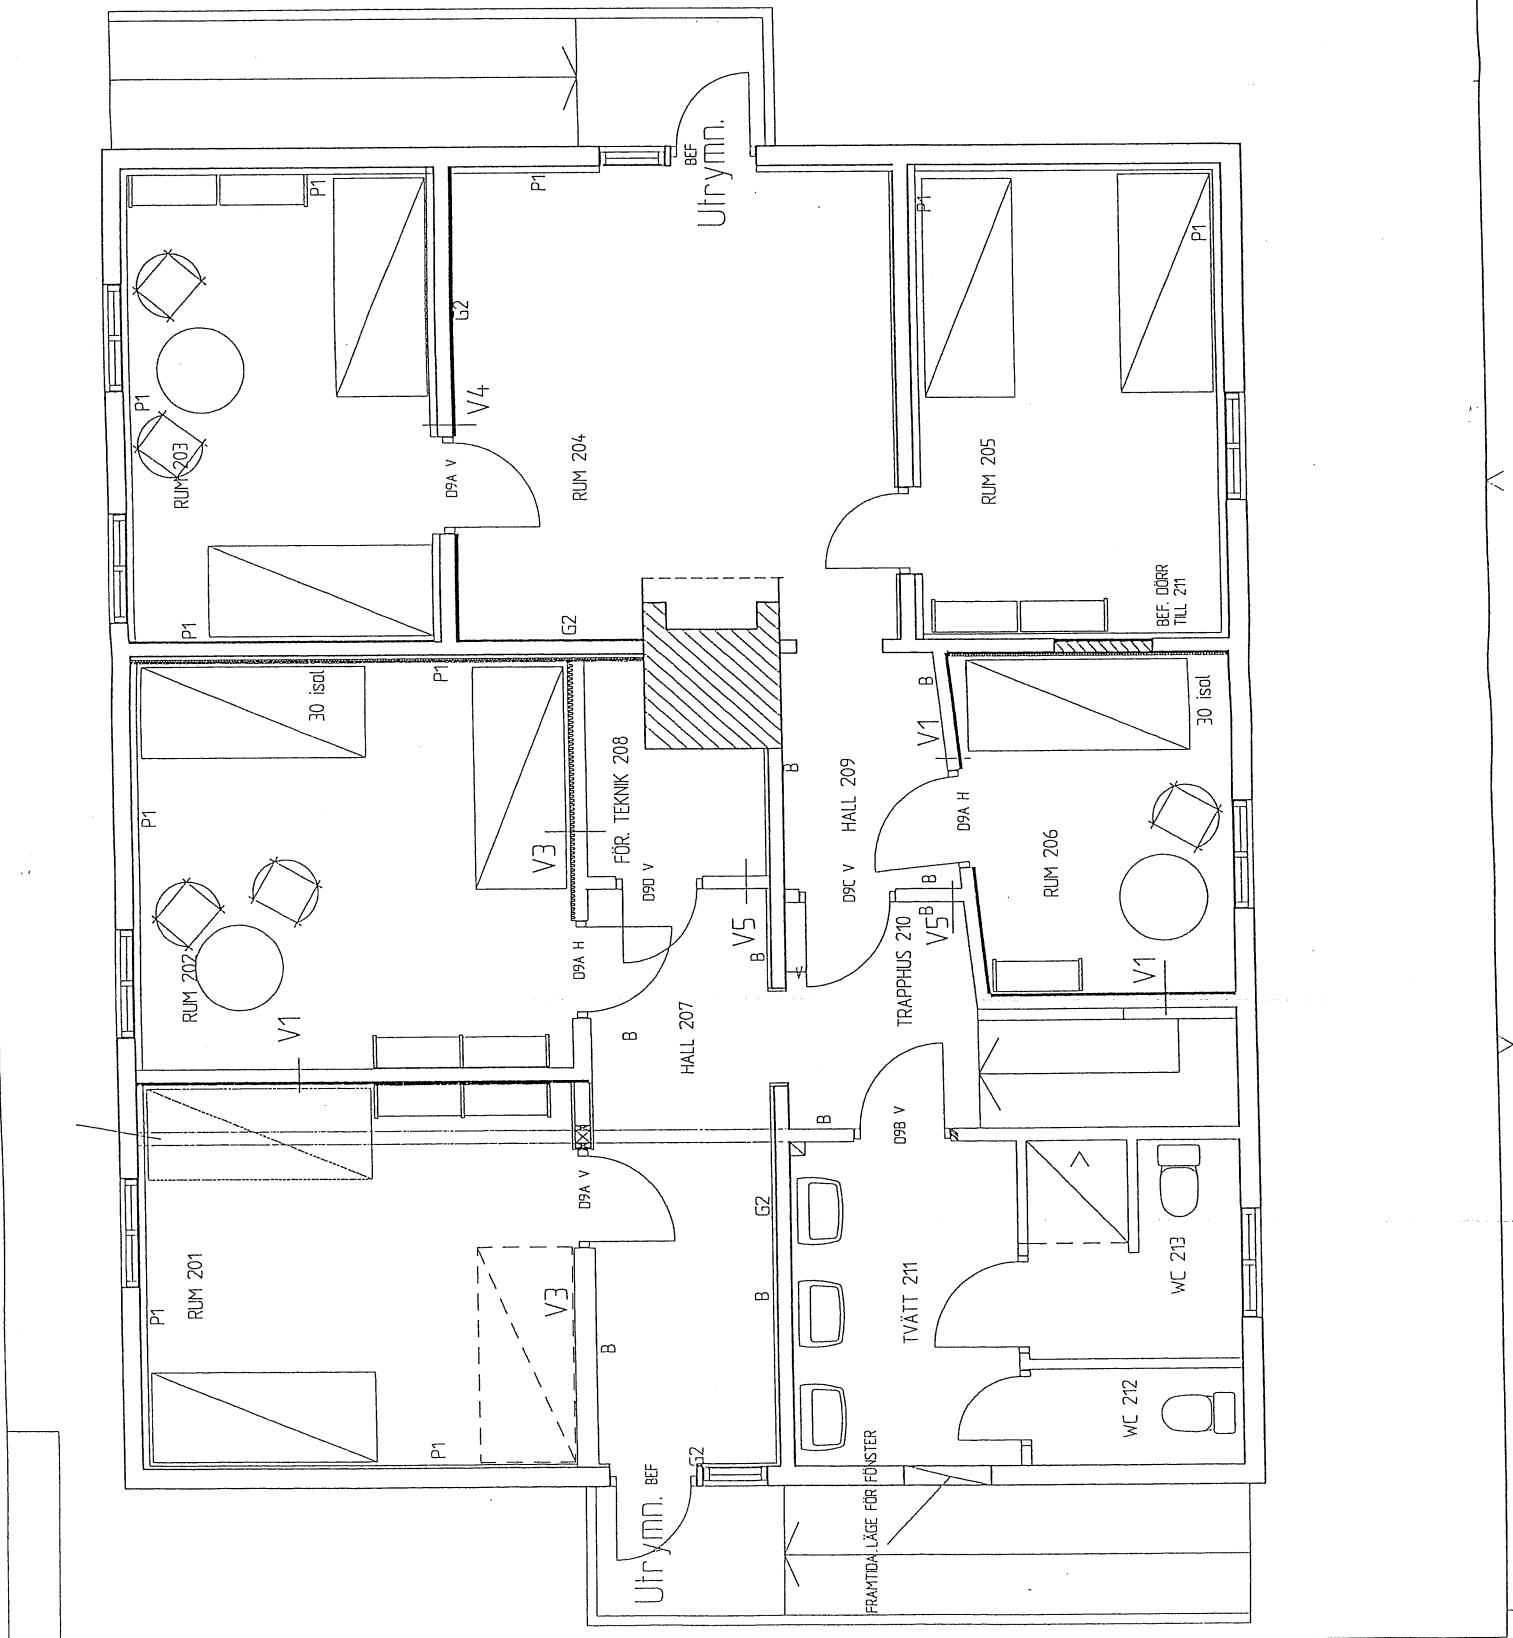 P1
P1
RUM 203
P1
D9A V
V4
G2
P1
BEF
Utrymn.
RUM 204
G2
P1
P1
RUM 205
BEF. DÖRR
TILL 211
30 isol
P1
P1
RUM 202
V1
V3
FÖR. TEKNIK 208
D9D V
D9A H
V5
B
B
HALL 207
B
HALL 209
D9C V
B
V1
D9A H
30 isol
RUM 206
B
V5
B
TRAPPHUS 210
V1
B
D9B V
D9A V
RUM 201
P1
P1
V3
B
G2
B
G2
Utrymn.
BEF
TVÄTT 211
WC 213
WC 212
FRAMTIDA LÄGE FÖR FÖNSTER